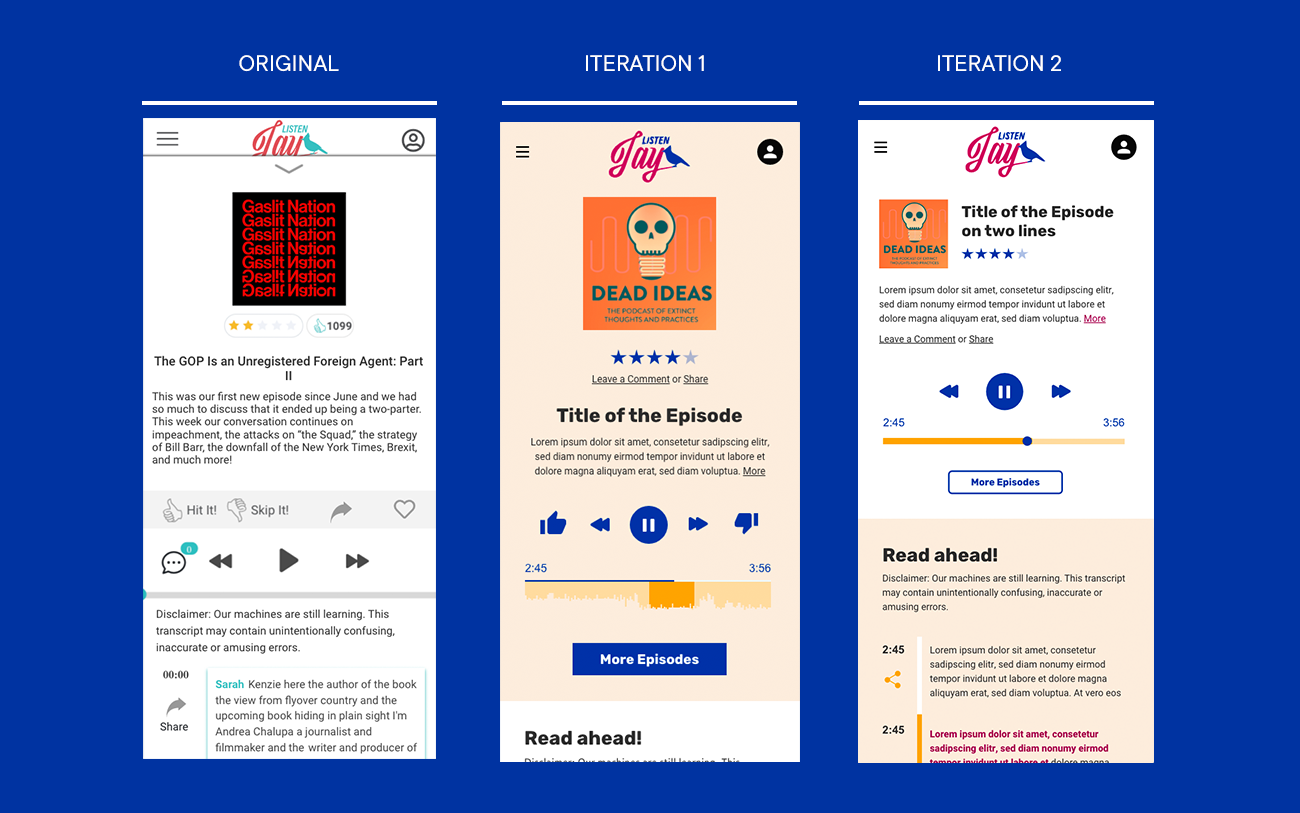 ORIGINAL
LISTEN
Jay
Gaslit Nation
Gaslit Nation
Gaslit Nation
Gaslit Nation
Gaslit Nation
Gaslit Nation
Gaslit Nation
1099
The GOP Is an Unregistered Foreign Agent: Part
II
This was our first new episode since June and we had
so much to discuss that it ended up being a two-parter.
This week our conversation continues on
impeachment, the attacks on “the Squad,” the strategy
of Bill Barr, the downfall of the New York Times, Brexit,
and much more!
Hit It!
Skip It!
0
Disclaimer: Our machines are still learning. This
transcript may contain unintentionally confusing,
inaccurate or amusing errors.
00:00
Share
Sarah Kenzie here the author of the book
the view from flyover country and the
upcoming book hiding in plain sight I'm
Andrea Chalupa a journalist and
filmmaker and the writer and producer of
ITERATION 1
LISTEN
Jay
DEAD IDEAS
THE PODCAST OF EXTINCT
THOUGHTS AND PRACTICES
Leave a Comment or Share
Title of the Episode
Lorem ipsum dolor sit amet, consetetur sadipscing elitr,
sed diam nonumy eirmod tempor invidunt ut labore et
dolore magna aliquyam erat, sed diam voluptua. More
2:45
3:56
More Episodes
Read ahead!
Disclaimer: Our machines are still learning. This
ITERATION 2
LISTEN
Jay
DEAD IDEAS
THE PODCAST OF EXTINCT
THOUGHTS AND PRACTICES
Title of the Episode
on two lines
Lorem ipsum dolor sit amet, consetetur sadipscing elitr,
sed diam nonumy eirmod tempor invidunt ut labore et
dolore magna aliquyam erat, sed diam voluptua. More
Leave a Comment or Share
2:45
3:56
More Episodes
Read ahead!
Disclaimer: Our machines are still learning. This transcript
may contain unintentionally confusing, inaccurate or
amusing errors.
2:45
Lorem ipsum dolor sit amet, consetetur
sadipscing elitr, sed diam nonumy eirmod
tempor invidunt ut labore et dolore magna
aliquyam erat, sed diam voluptua. At vero eos
2:45
Lorem ipsum dolor sit amet, consetetur
sadipscing elitr, sed diam nonumy eirmod
tempor invidunt ut labore et dolore magna